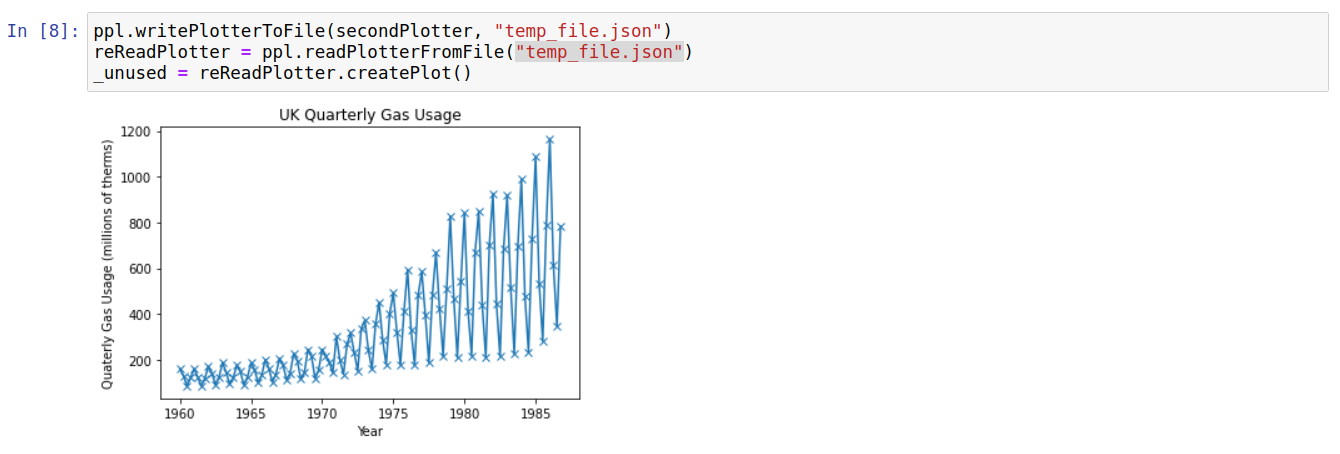 In [8]: ppl.writePlotterToFile(secondPlotter, "temp_file.json")
reReadPlotter = ppl.readPlotterFromFile("temp_file.json")
_unused = reReadPlotter.createPlot()
UK Quarterly Gas Usage
Quaterly Gas Usage (millions of therms)
1200
1000
800
600
400
200
1960 1965 1970 1975 1980 1985
Year